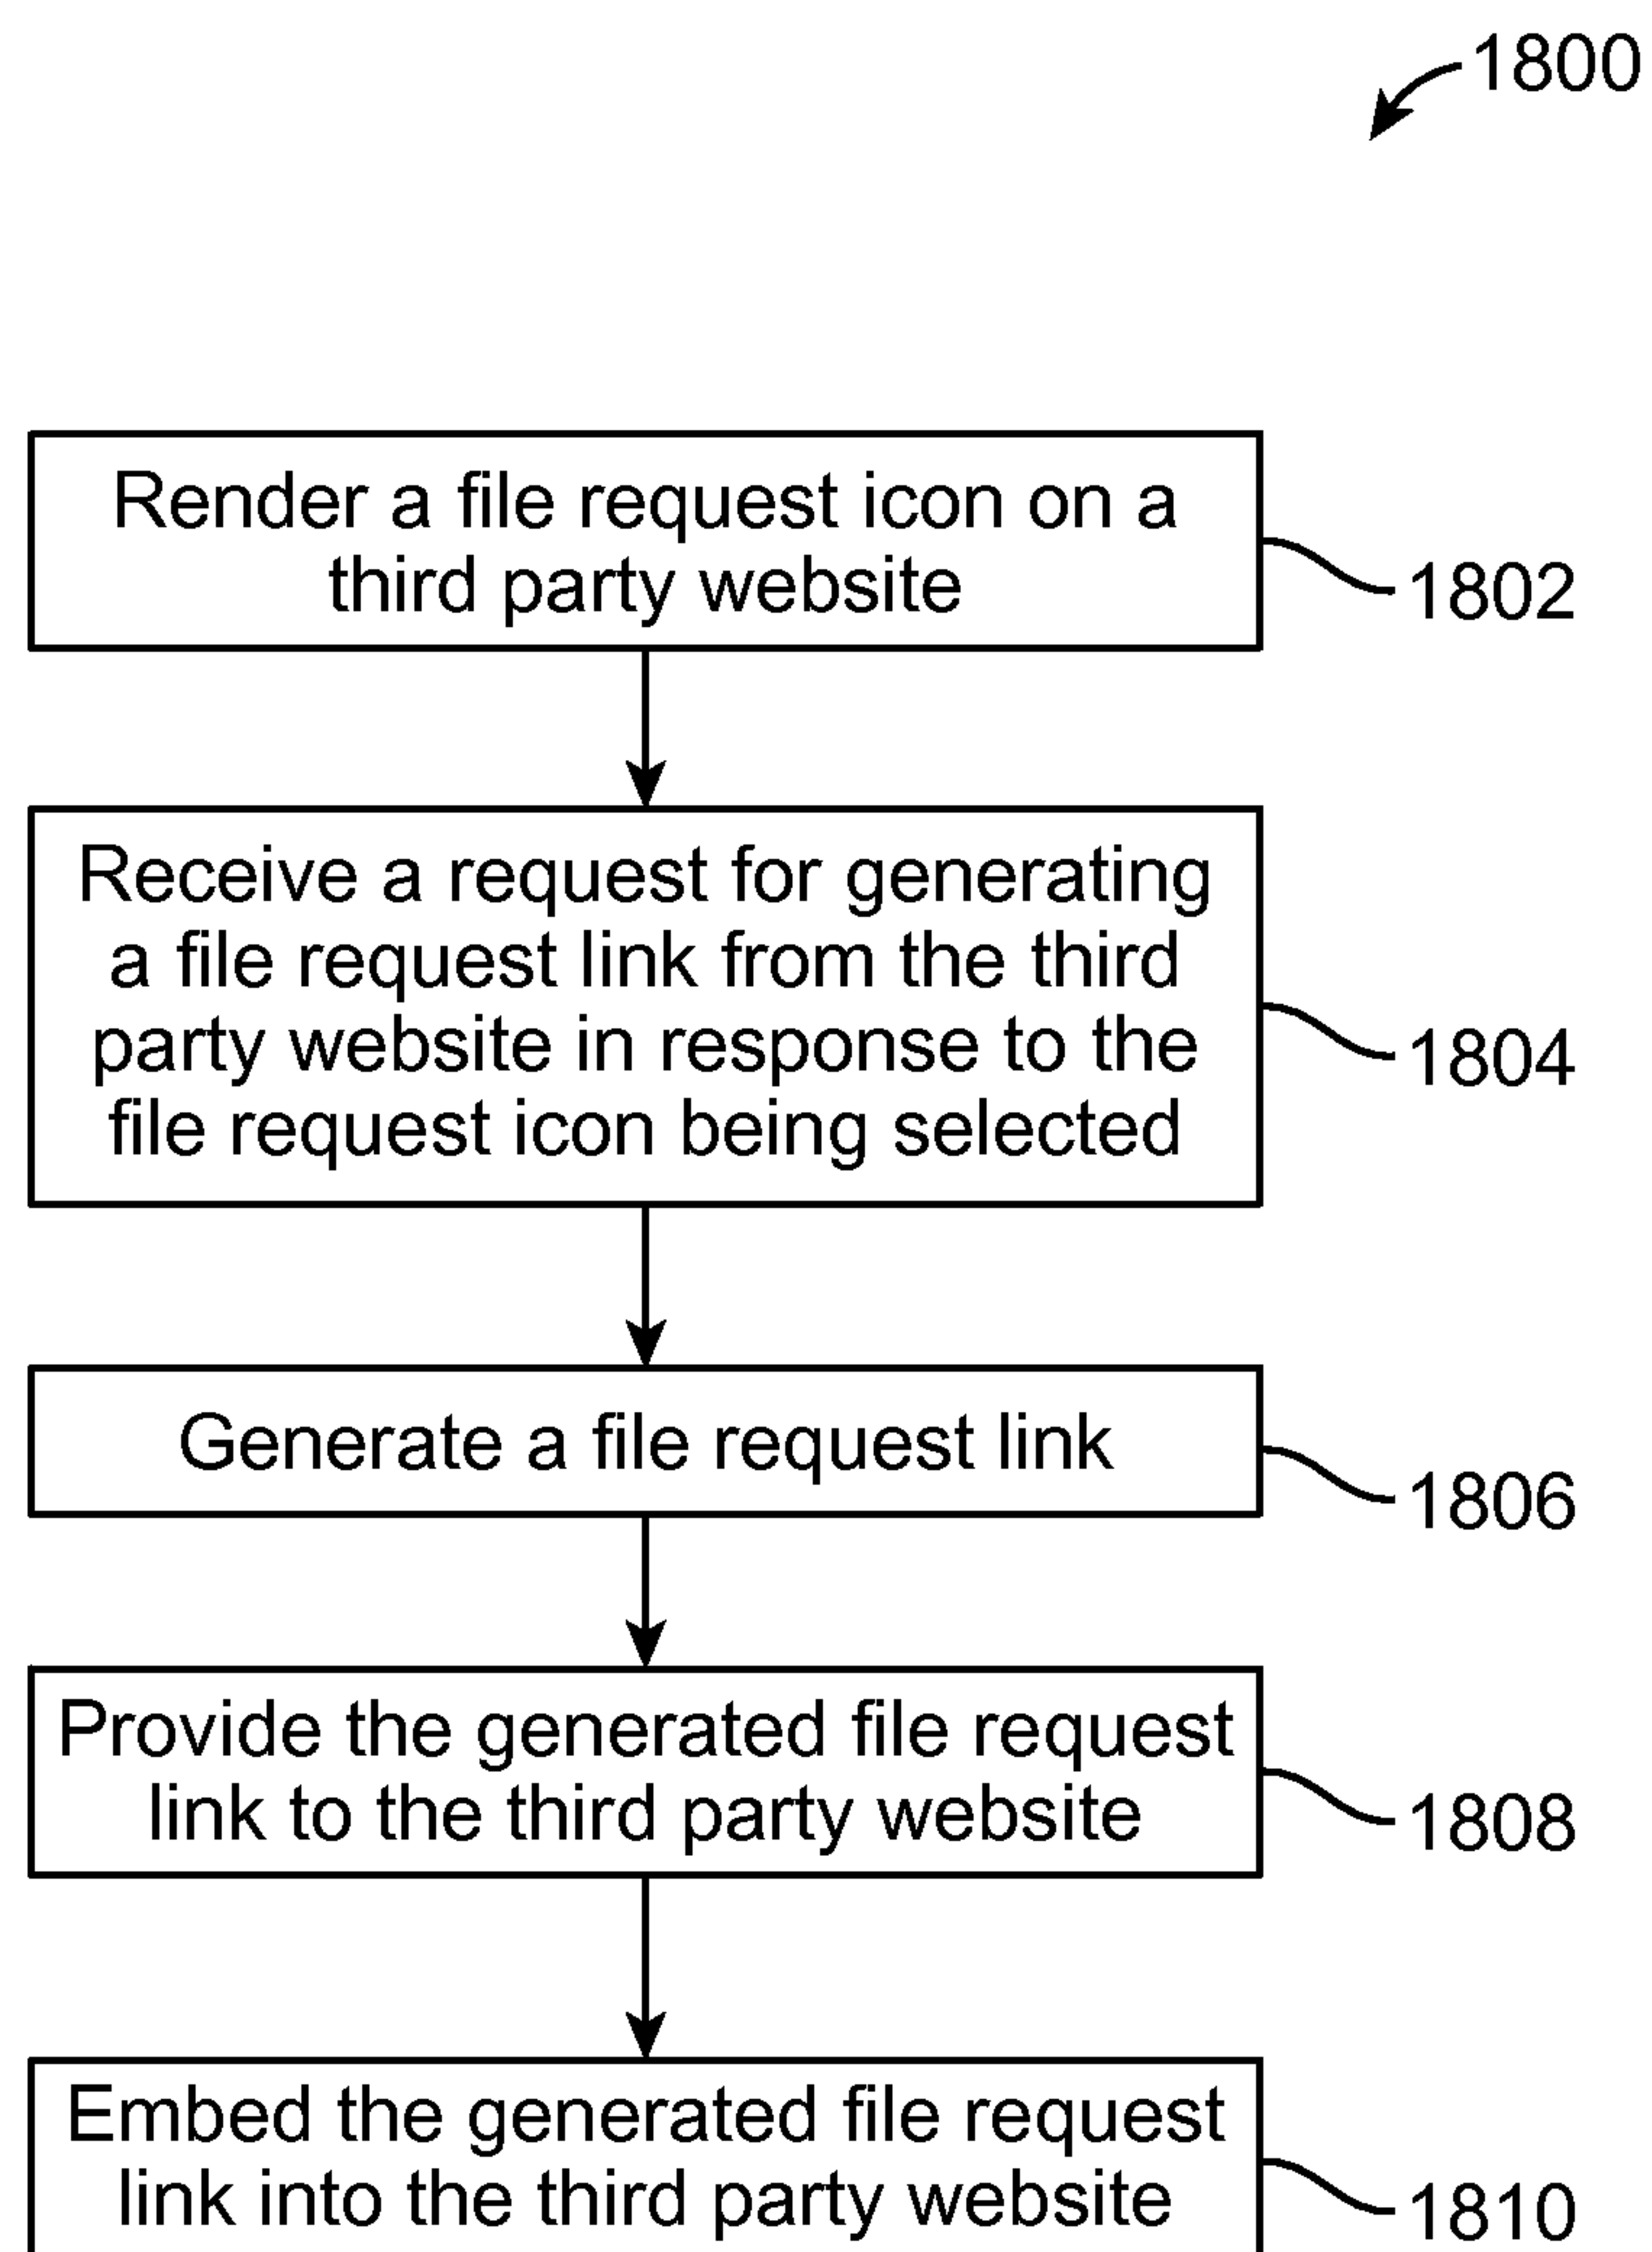 1800
Render a file request icon on a
third party website
1802
Receive a request for generating
a file request link from the third
party website in response to the
file request icon being selected
1804
Generate a file request link
1806
Provide the generated file request
link to the third party website
1808
Embed the generated file request
link into the third party website
1810